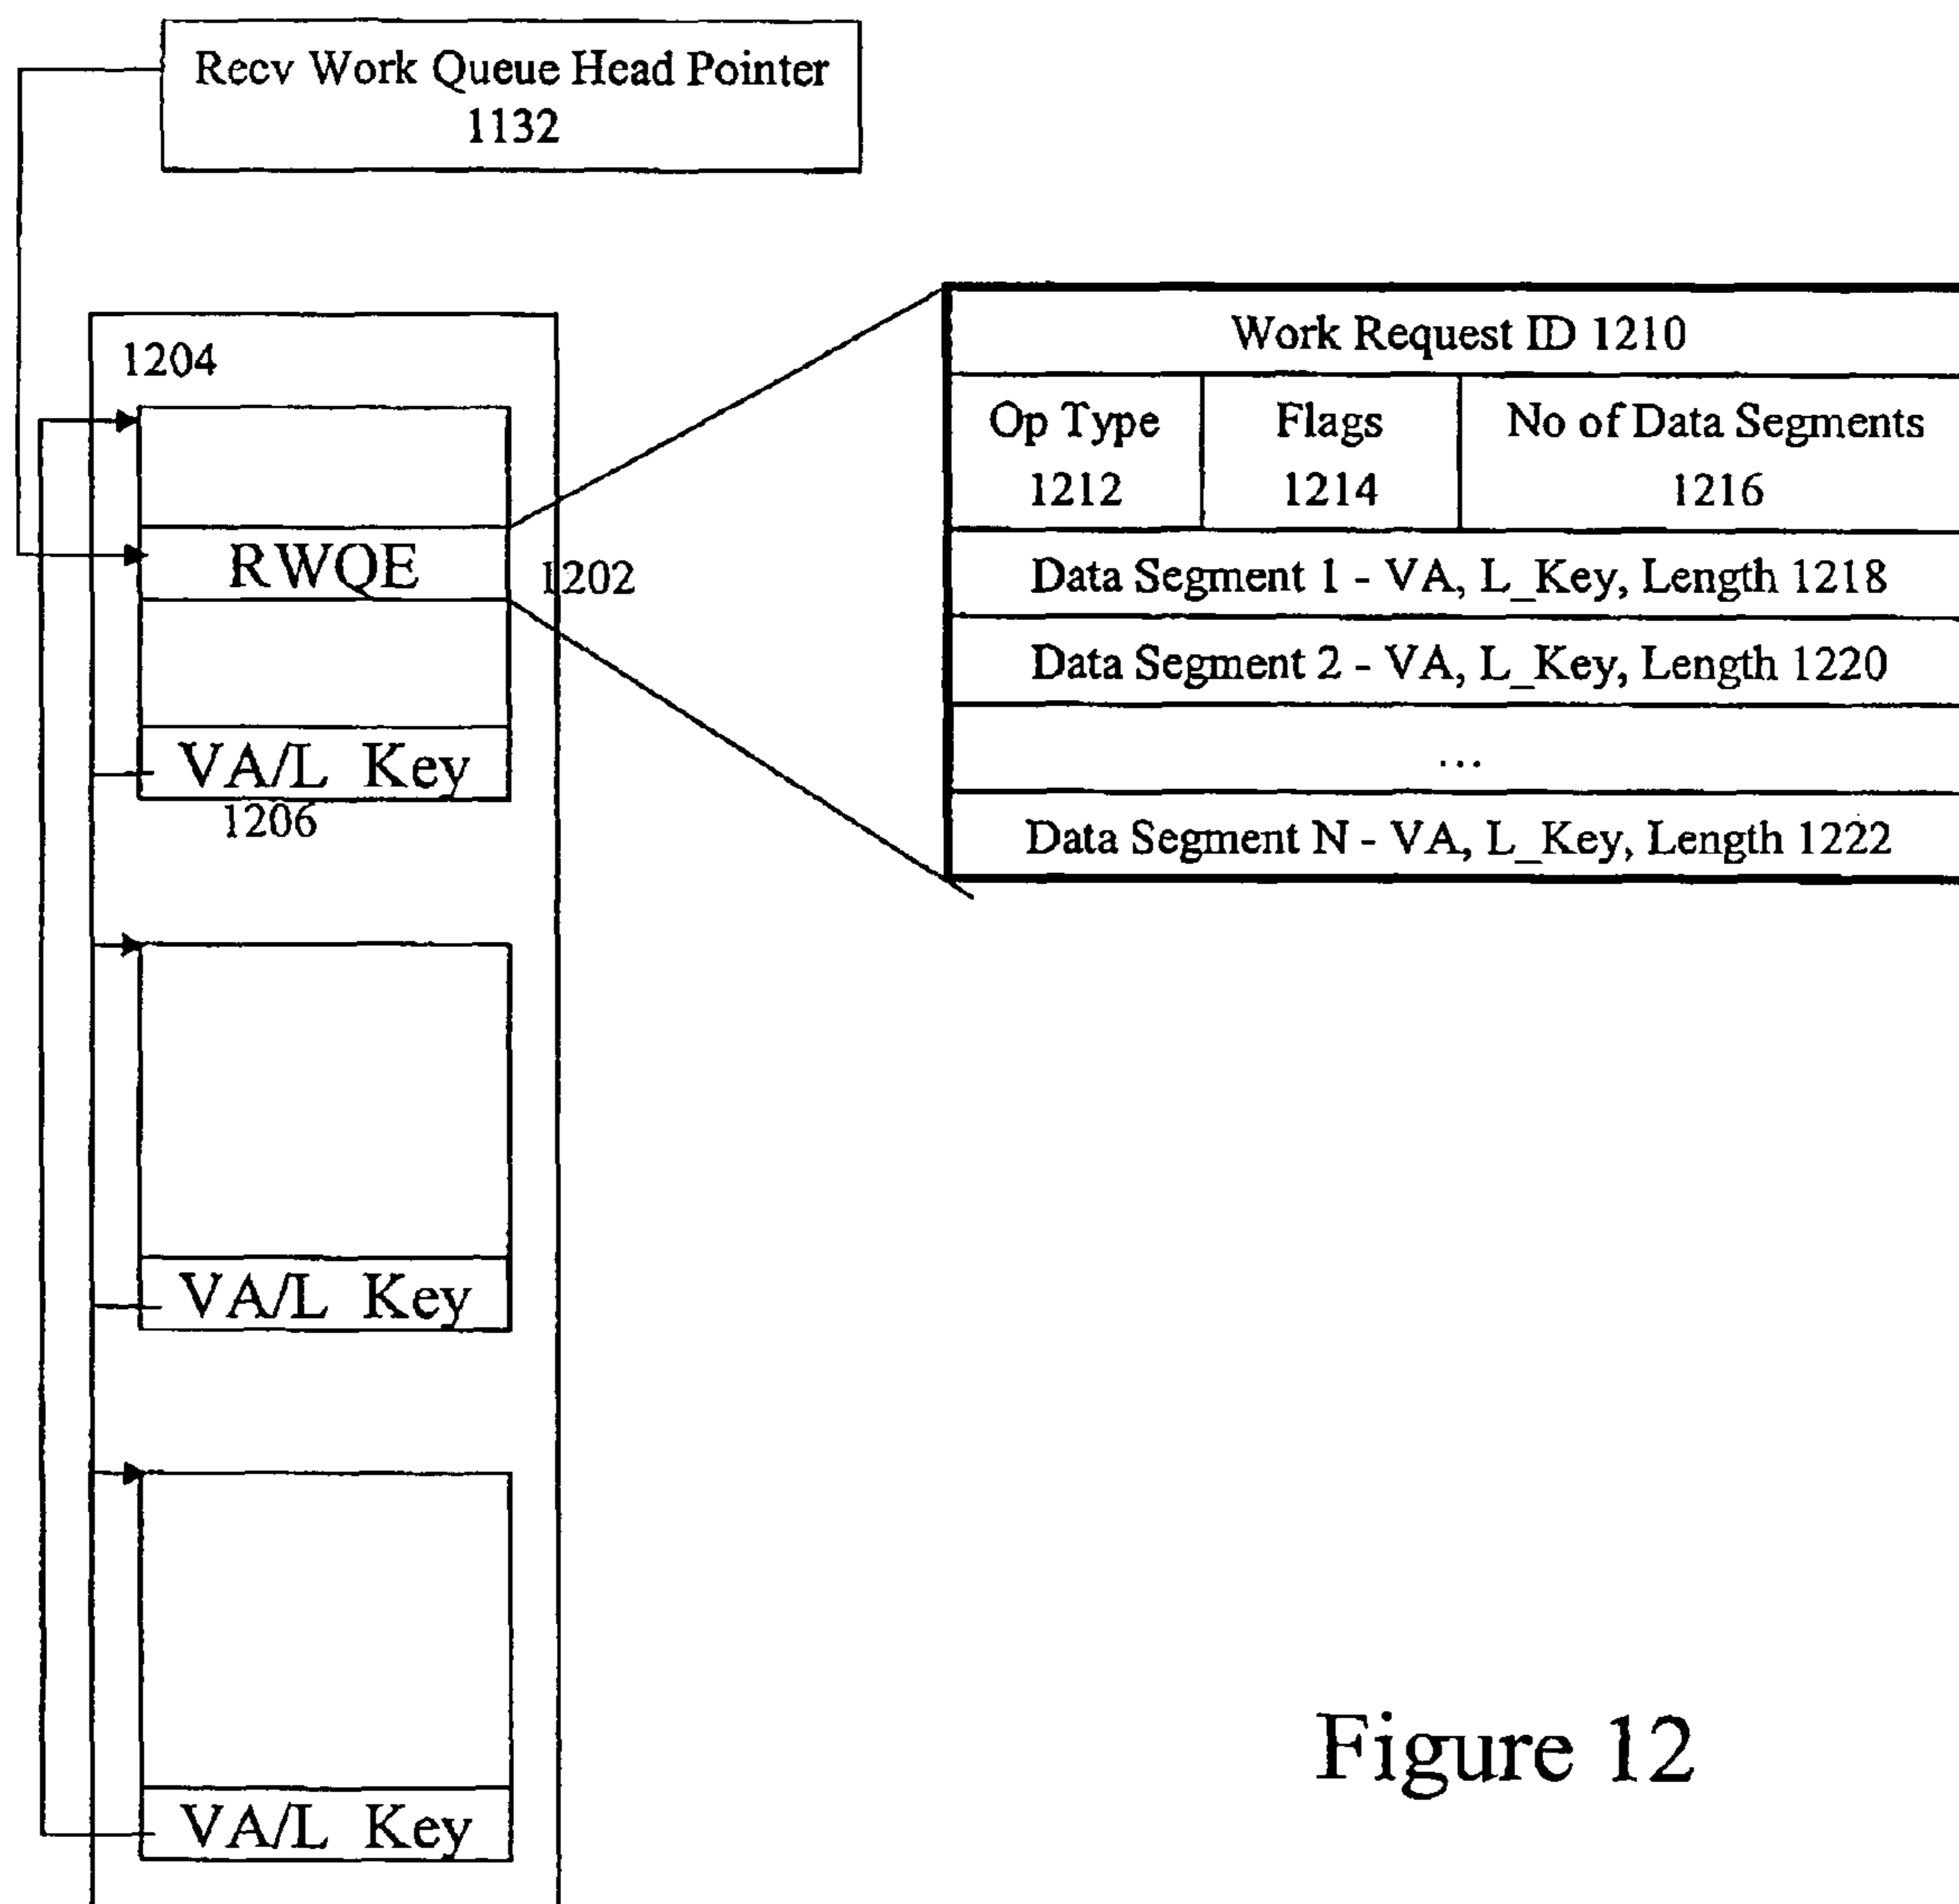 Recv Work Queue Head Pointer
1132
1204
RWQE
1202
VA/L Key
1206
VA/L Key
VA/L Key
Work Request ID 1210
Op Type
1212
Flags
1214
No of Data Segments
1216
Data Segment 1 - VA, L_Key, Length 1218
Data Segment 2 - VA, L_Key, Length 1220
...
Data Segment N - VA, L_Key, Length 1222
Figure 12